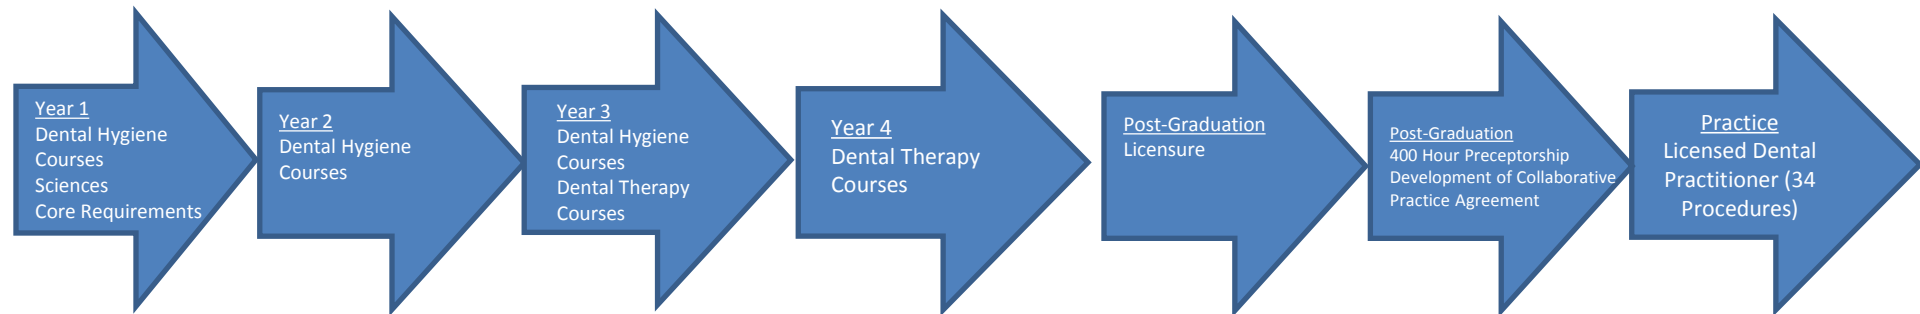 Year 1
Dental Hygiene
Courses
Sciences
Core Requirements
Year 2
Dental Hygiene
Courses
Year 3
Dental Hygiene
Courses
Dental Therapy
Courses
Year 4
Dental Therapy
Courses
Post-Graduation
Licensure
Post-Graduation
400 Hour Preceptorship
Development of Collaborative
Practice Agreement
Practice
Licensed Dental
Practitioner (34
Procedures)